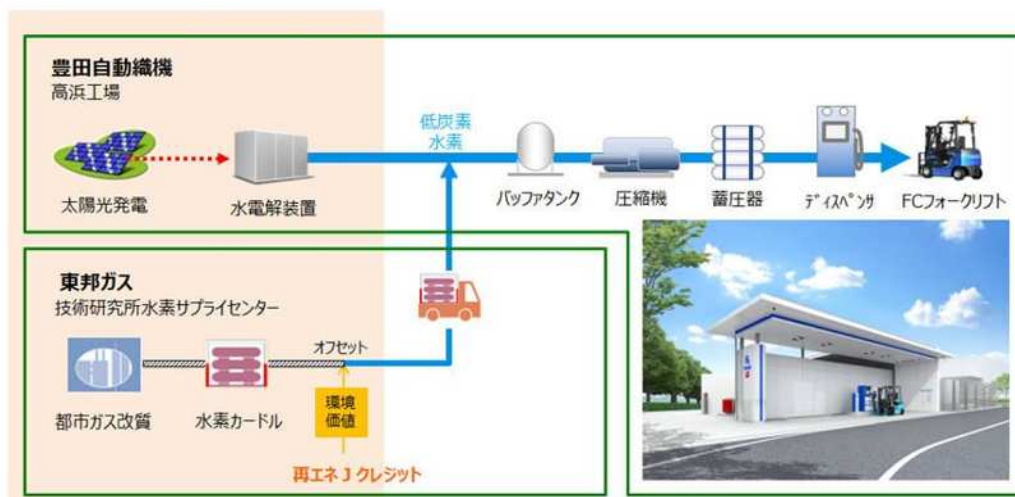 豊田自動織機
高浜工場
太陽光発電
水電解装置
低炭素
水素
バッファタンク
圧縮機
蓄圧器
ディスペンサ
FCフォークリフト
東邦ガス
技術研究所水素サプライセンター
都市ガス改質
水素カードル
オフセット
環境
価値
再エネJクレジット